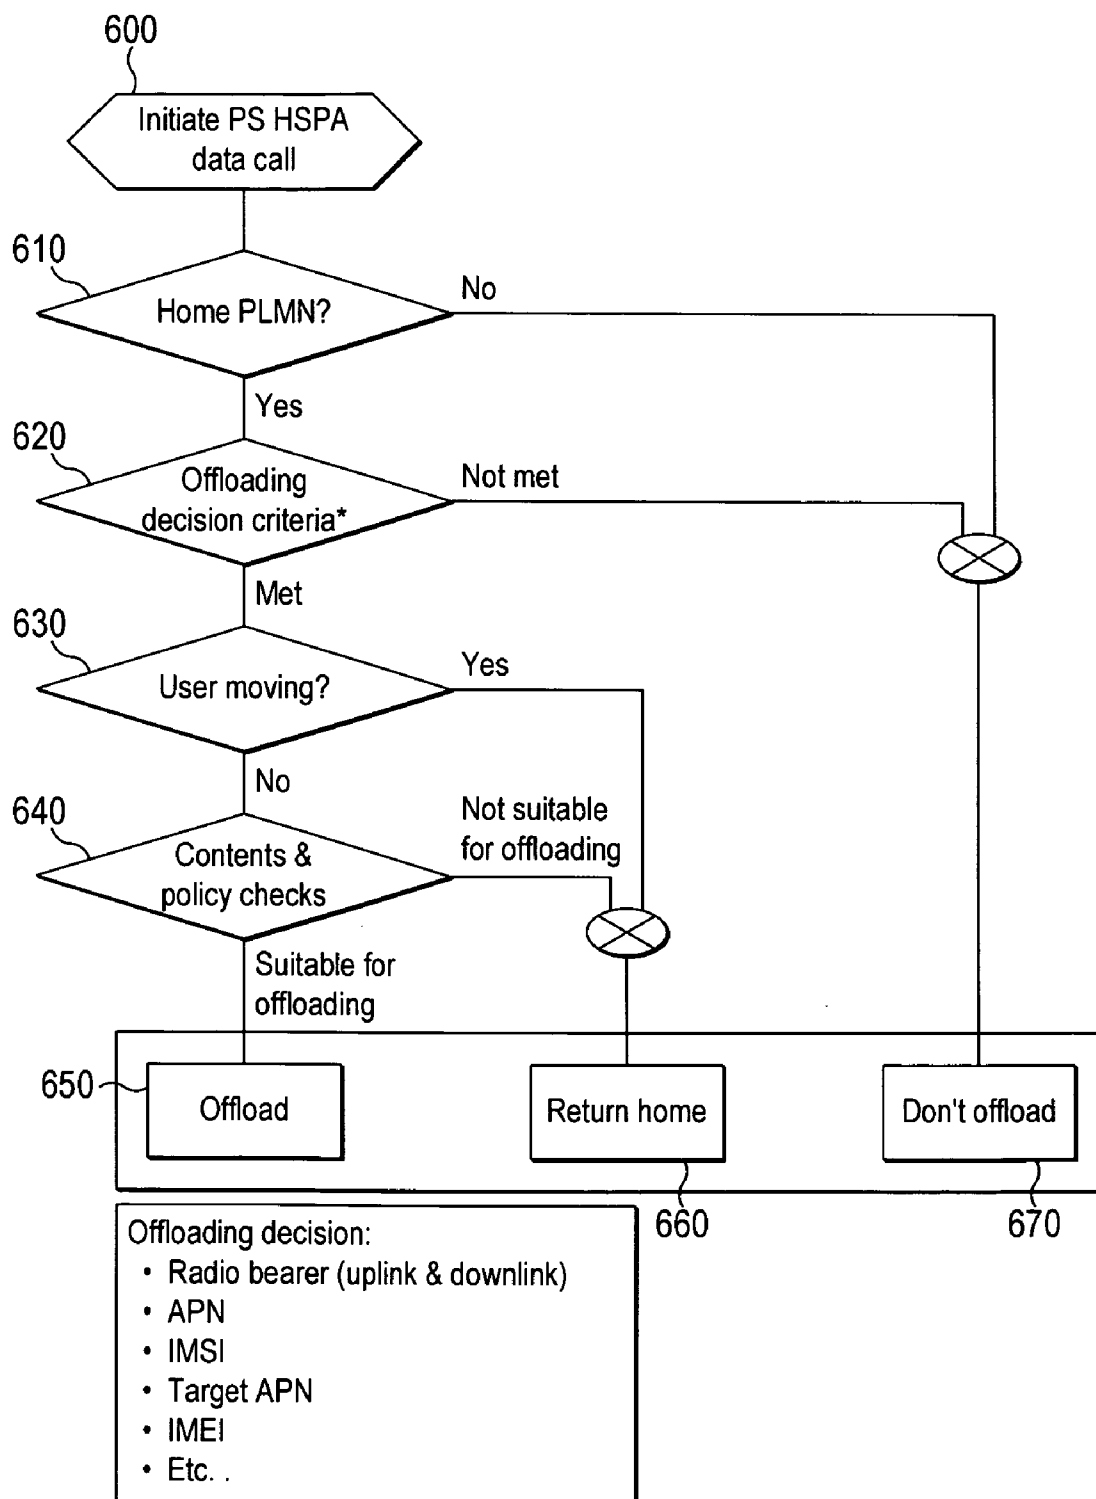 600
Initiate PS HSPA
data call
610
Home PLMN?
No
Yes
620
Offloading
decision criteria*
Not met
Met
630
User moving?
Yes
No
640
Contents &
policy checks
Not suitable
for offloading
Suitable for
offloading
650
Offload
Return home
Don't offload
660
670
Offloading decision:
• Radio bearer (uplink & downlink)
• APN
• IMSI
• Target APN
• IMEI
• Etc. .